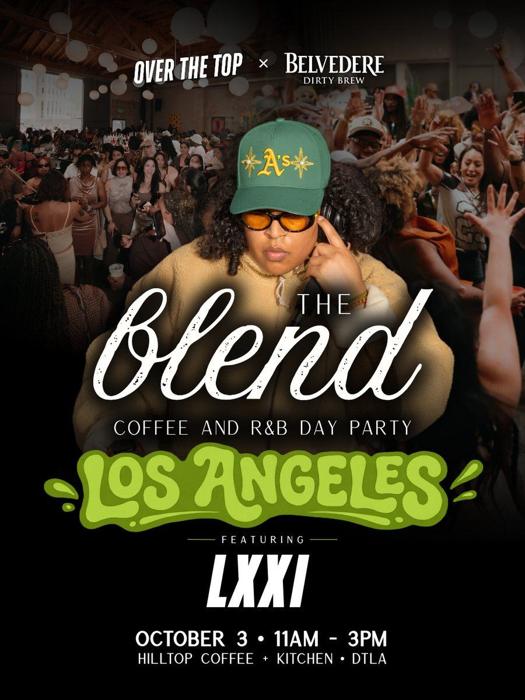 OVER THE TOP × BELVEDERE
DIRTY BREW
A's
THE
blend
COFFEE AND R&B DAY PARTY
LOS ANGELES
FEATURING
LXXI
OCTOBER 3 • 11AM - 3PM
HILLTOP COFFEE + KITCHEN • DTLA